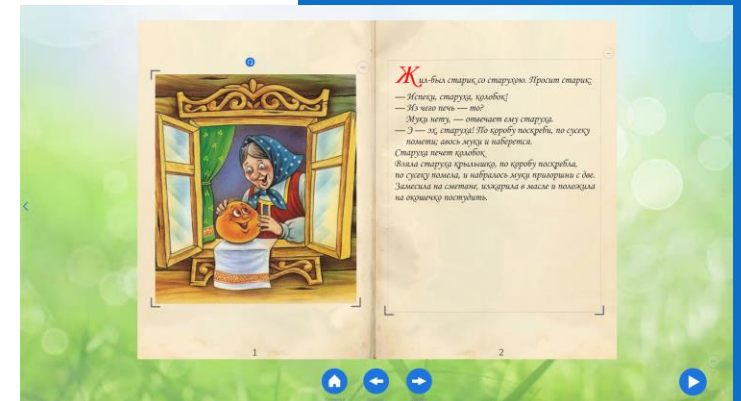 Жил-был старик со старухою. Просит старик:
— Испеки, старуха, колобок!
— Из чего печь — то?
Муки нету, — отвечает ему старуха.
— Э — эх, старуха! По коробу поскреби, по сусеку
помети; авось муки и наберется.
Старуха печет колобок
Взяла старуха крылышко, по коробу поскребла,
по сусеку помела, и набралось муки пригоршни с две.
Замесила на сметане, изжарила в масле и положила
на окошечко постудить.
1
2